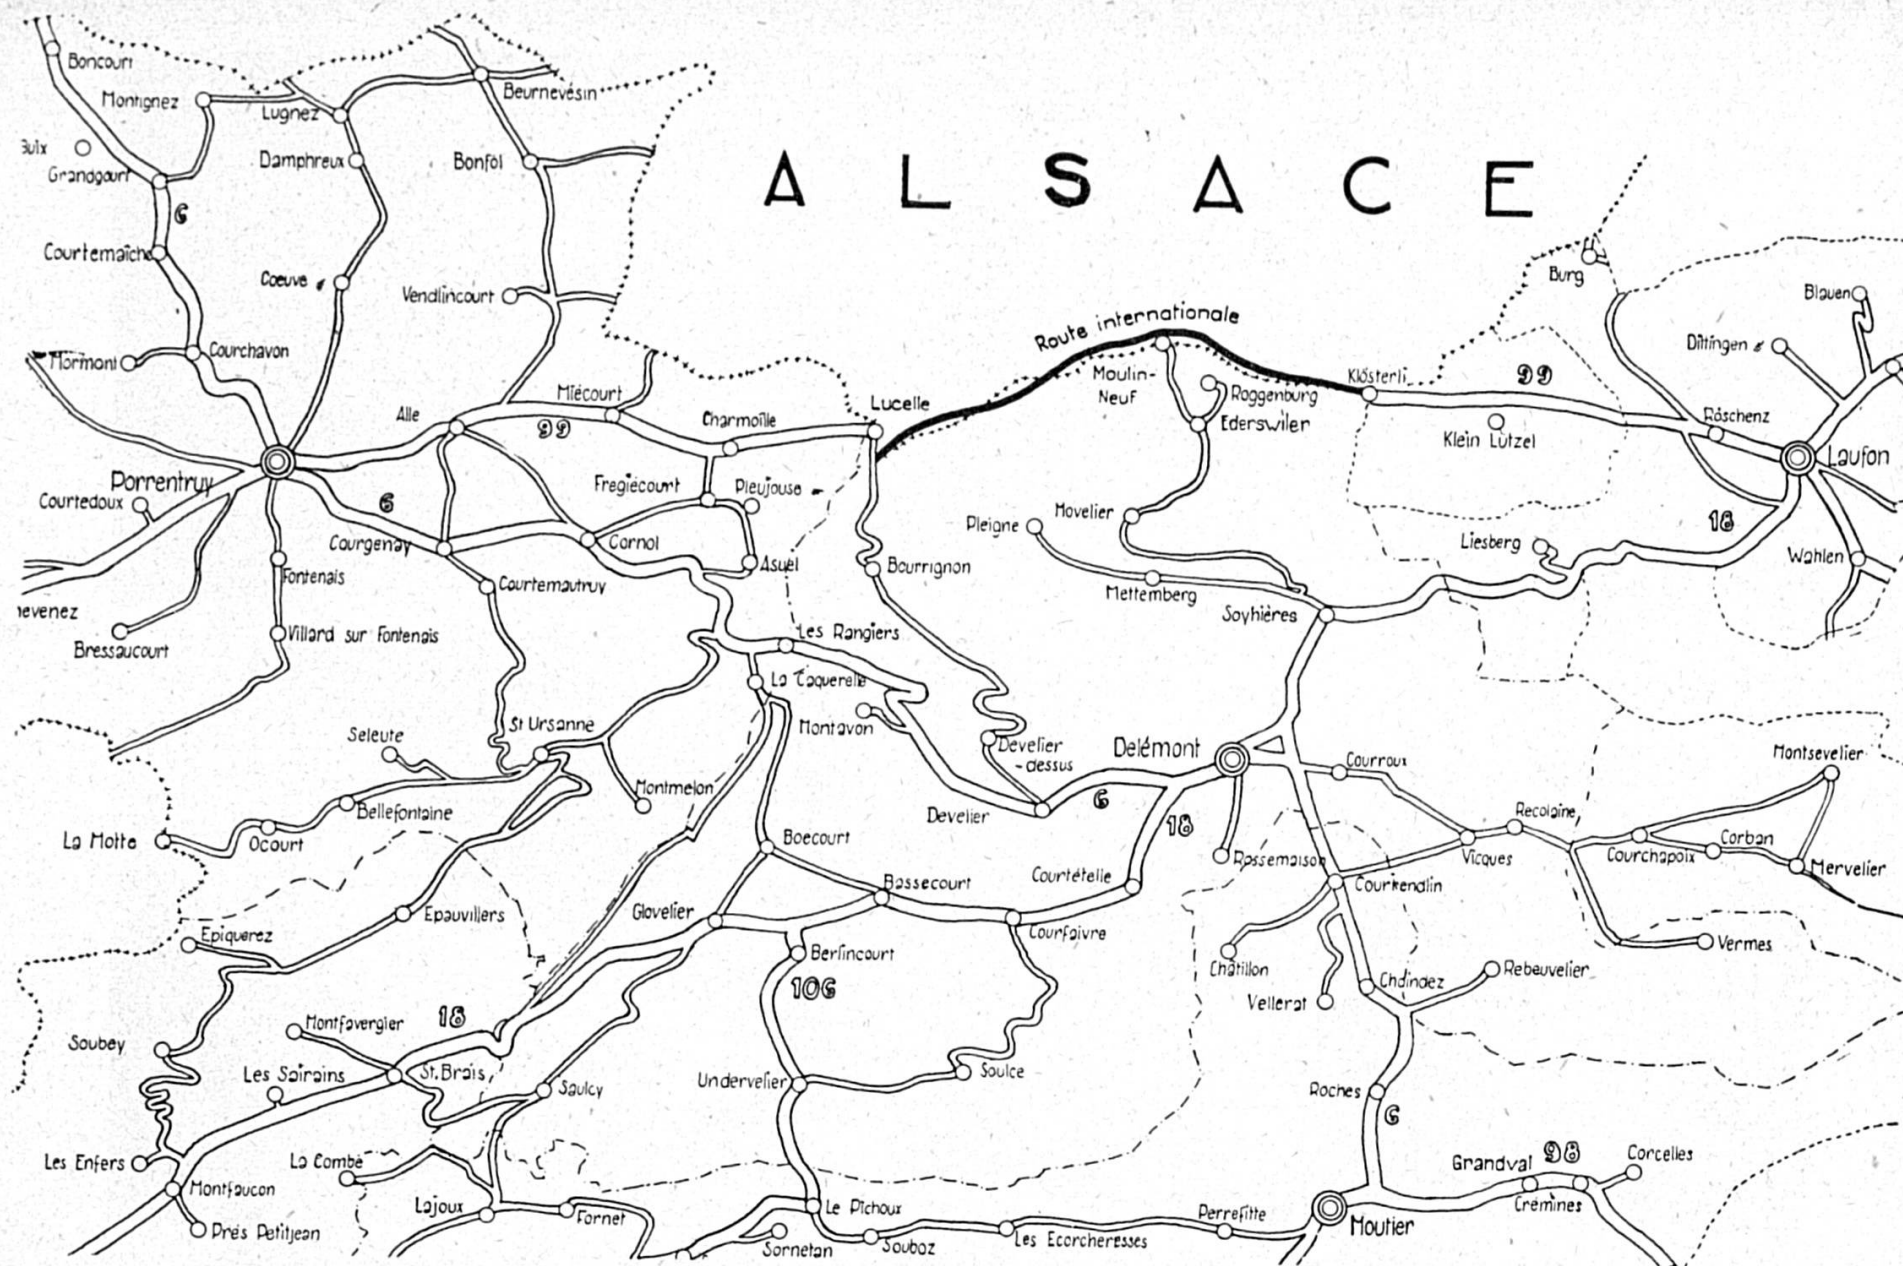 Boncourt
Montignez
Lugnez
Beurnevésin
Buix
Grandgourt
Damphreux
Bonfol
ALSACE
6
Courtemaîche
Coeuve
Vendlincourt
Burg
Blauen
Route internationale
Dittingen
Mormont
Courchavon
Moulin-
Neuf
Roggenburg
Klösterli
99
Ederswiler
Klein Lützel
Röschenz
Laufon
Alle
Miécourt
99
Charmoille
Lucelle
Porrentruy
Courtedoux
6
Fregiécourt
Pleujouse
Pleigne
Movelier
18
Liesberg
Wahlen
Courgenay
Cornol
Asuel
Bourrignon
Fontenais
Courtemautruy
Mettemberg
Soyhières
hevenez
Bressaucourt
Villard sur Fontenais
Les Rangiers
La Caquerelle
Montavon
Seleute
St Ursanne
Develier
-dessus
Delémont
Courroux
Montsevelier
Montmelon
Bellefontaine
6
Develier
18
Recolaine
La Motte
Ocourt
Boecourt
Rossemaison
Vicques
Courchapoix
Corban
Mervelier
Bassecourt
Courtételle
Courrendlin
Glovelier
Epauvillers
Epiquerez
Courfaivre
Vermes
Berlincourt
106
Châtillon
Vellerat
Choindez
Rebeuvelier
18
Montfavergier
Soubey
Les Sairains
St. Brais
Saulcy
Undervelier
Soulce
Roches
6
Les Enfers
La Combe
Grandval
98
Corcelles
Montfaucon
Crémines
Lajoux
Fornet
Le Pichoux
Perrefitte
Moutier
Prés Petitjean
Sornetan
Souboz
Les Ecorcheresses